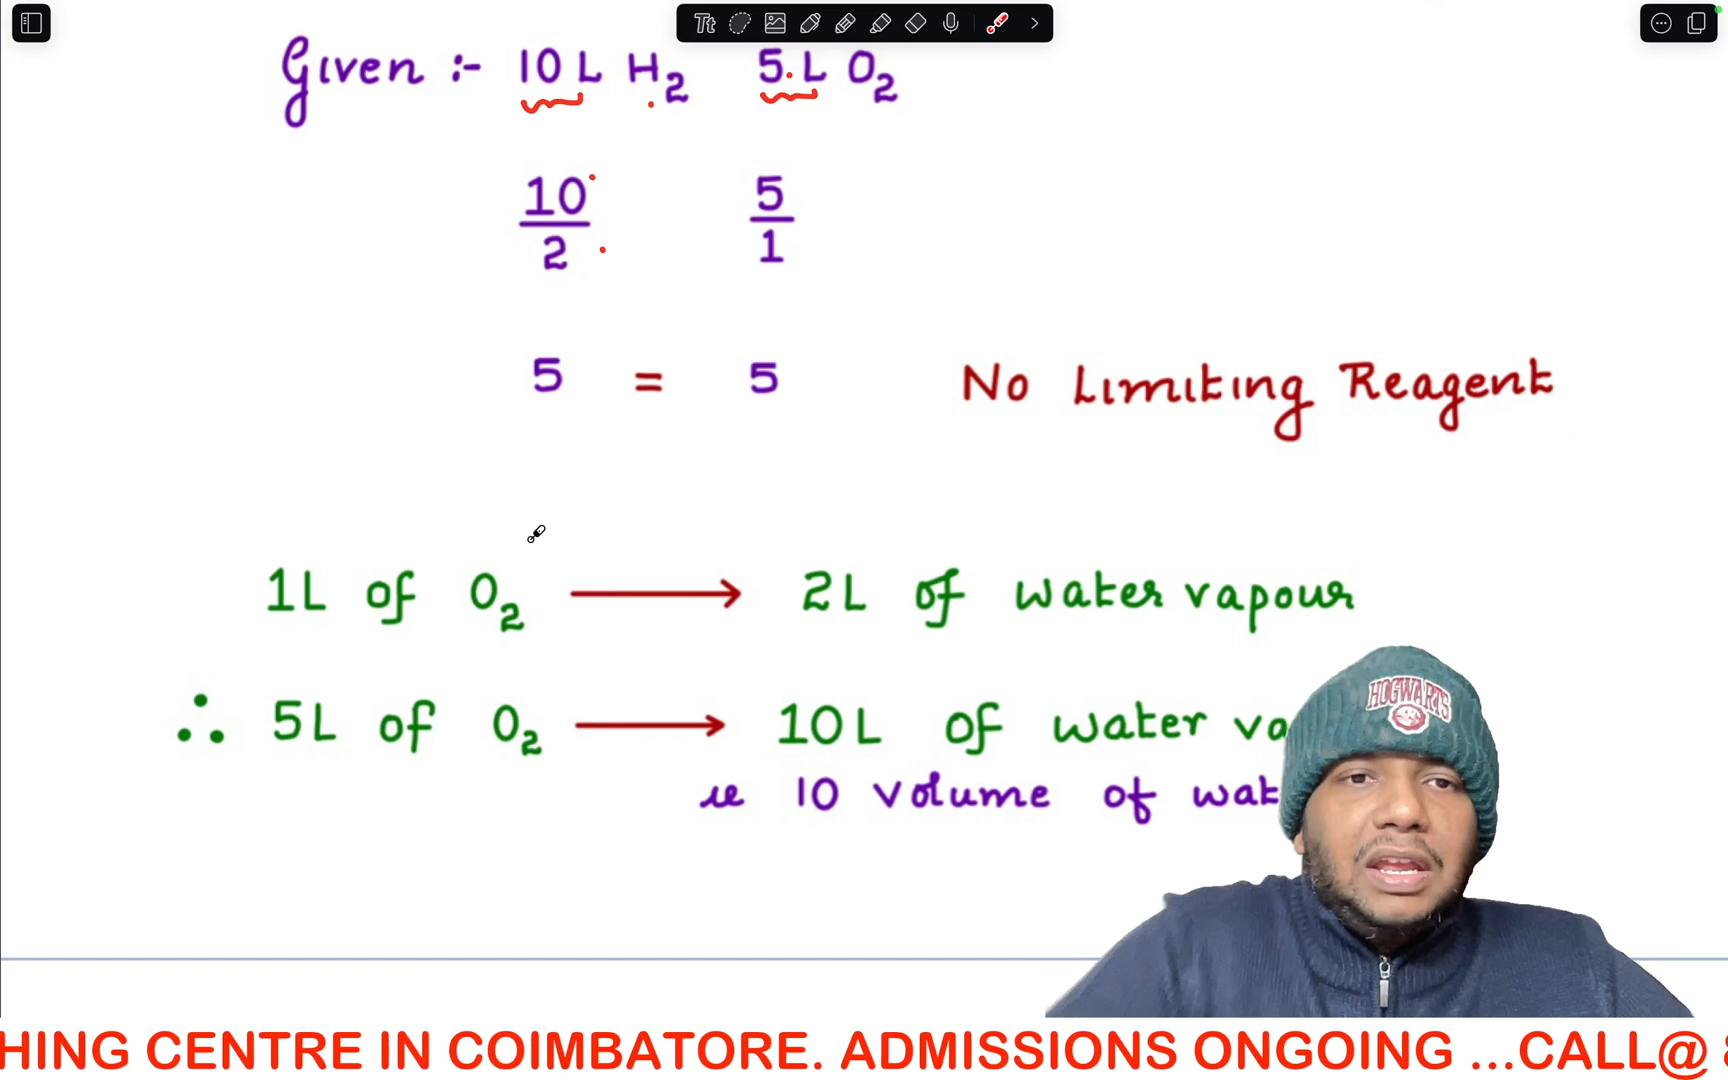 Tt
Given :- 10 L H₂ 5 L O₂
10/2 5/1
5 = 5 No Limiting Reagent
1L of O₂ → 2L of water vapour
∴ 5L of O₂ → 10L of water va
ie 10 volume of wat
HOGWARTS
HING CENTRE IN COIMBATORE. ADMISSIONS ONGOING ...CALL@